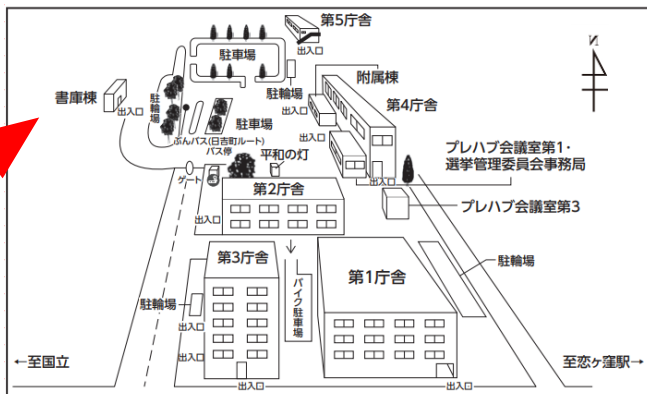 第5庁舎
出入口
駐車場
附属棟
N
書庫棟
出入口
駐輪場
駐輪場
出入口
第4庁舎
駐車場
ぶんバス(日吉町ルート)
バス停
出入口
平和の灯
プレハブ会議室第1・
選挙管理委員会事務局
ゲート
出入口
第2庁舎
プレハブ会議室第3
出入口
第3庁舎
第1庁舎
駐輪場
バイク駐車場
駐輪場
出入口
出入口
←至国立
至恋ヶ窪駅→
出入口
出入口